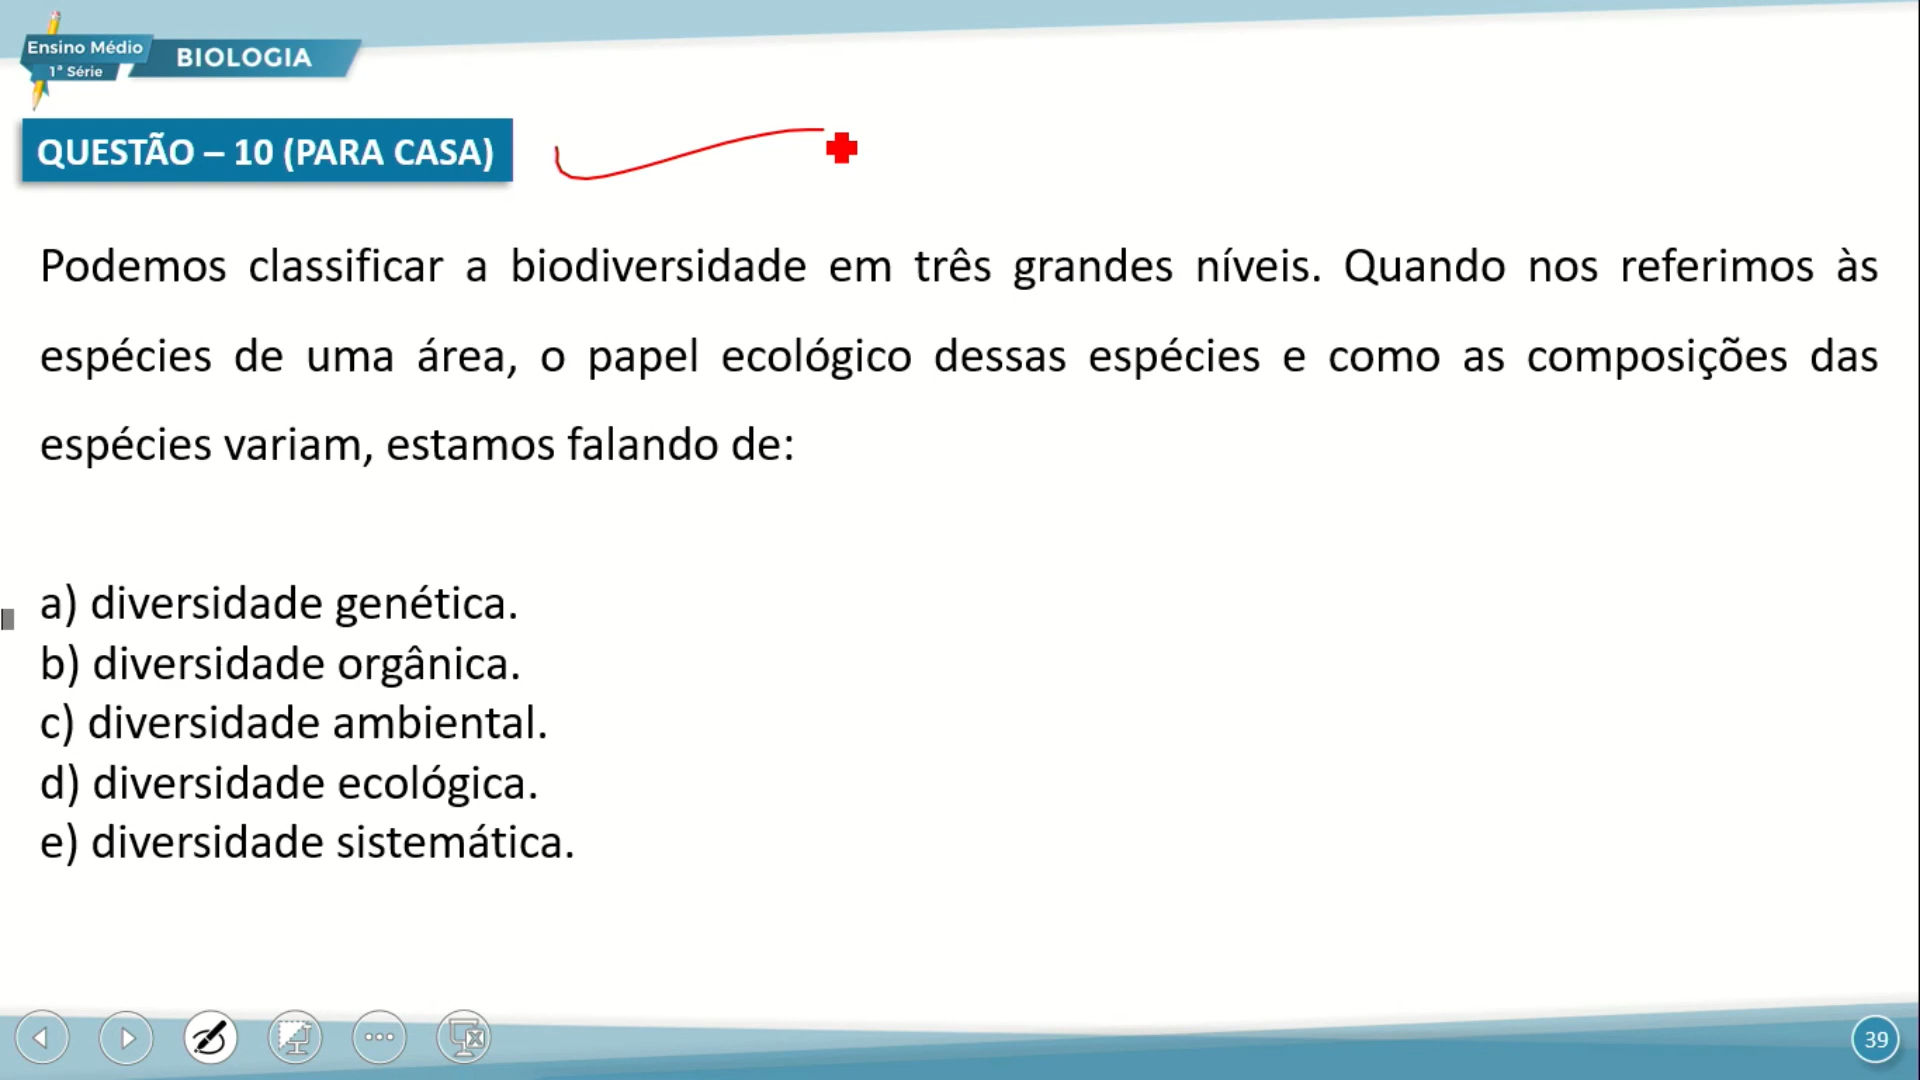 Ensino Médio
1ª Série
BIOLOGIA
QUESTÃO – 10 (PARA CASA)
Podemos classificar a biodiversidade em três grandes níveis. Quando nos referimos às
espécies de uma área, o papel ecológico dessas espécies e como as composições das
espécies variam, estamos falando de:
a) diversidade genética.
b) diversidade orgânica.
c) diversidade ambiental.
d) diversidade ecológica.
e) diversidade sistemática.
39